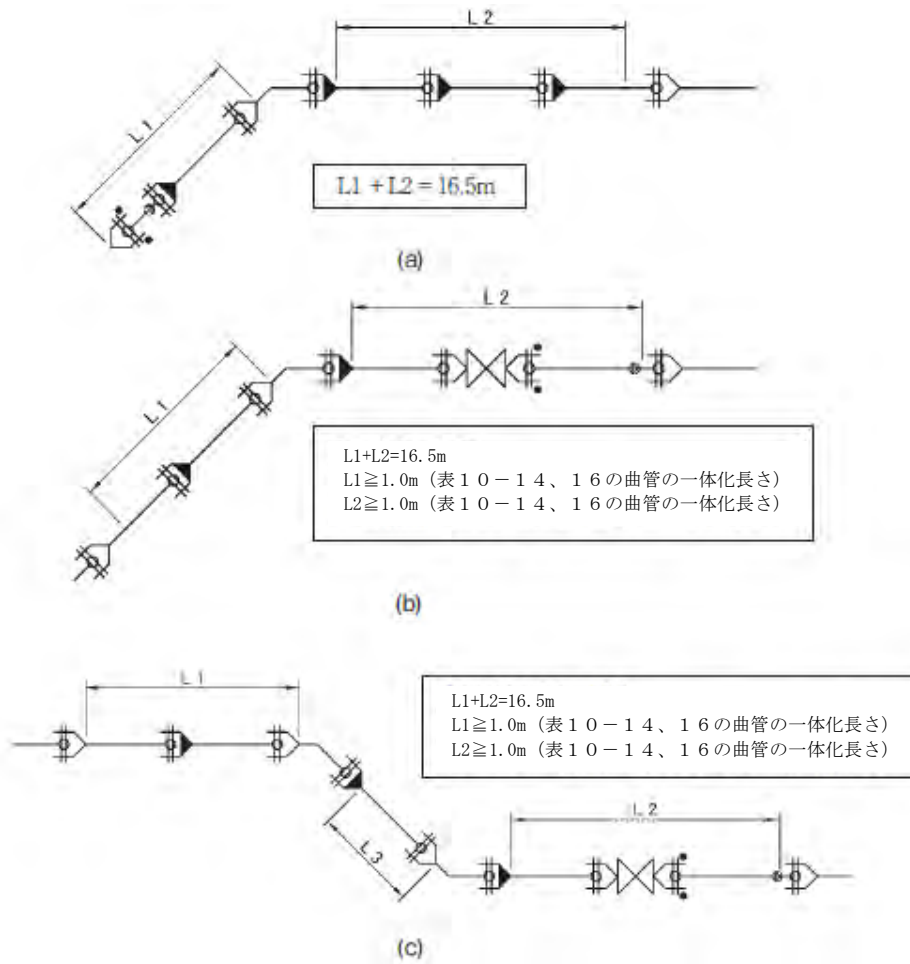 L2
L1
L1 +L2 = 16.5m
(a)
L2
L1
L1+L2=16.5m
L1≧1.0m (表１０－１４、１６の曲管の一体化長さ)
L2≧1.0m (表１０－１４、１６の曲管の一体化長さ)
(b)
L1
L1+L2=16.5m
L1≧1.0m (表１０－１４、１６の曲管の一体化長さ)
L2≧1.0m (表１０－１４、１６の曲管の一体化長さ)
L2
L3
(c)